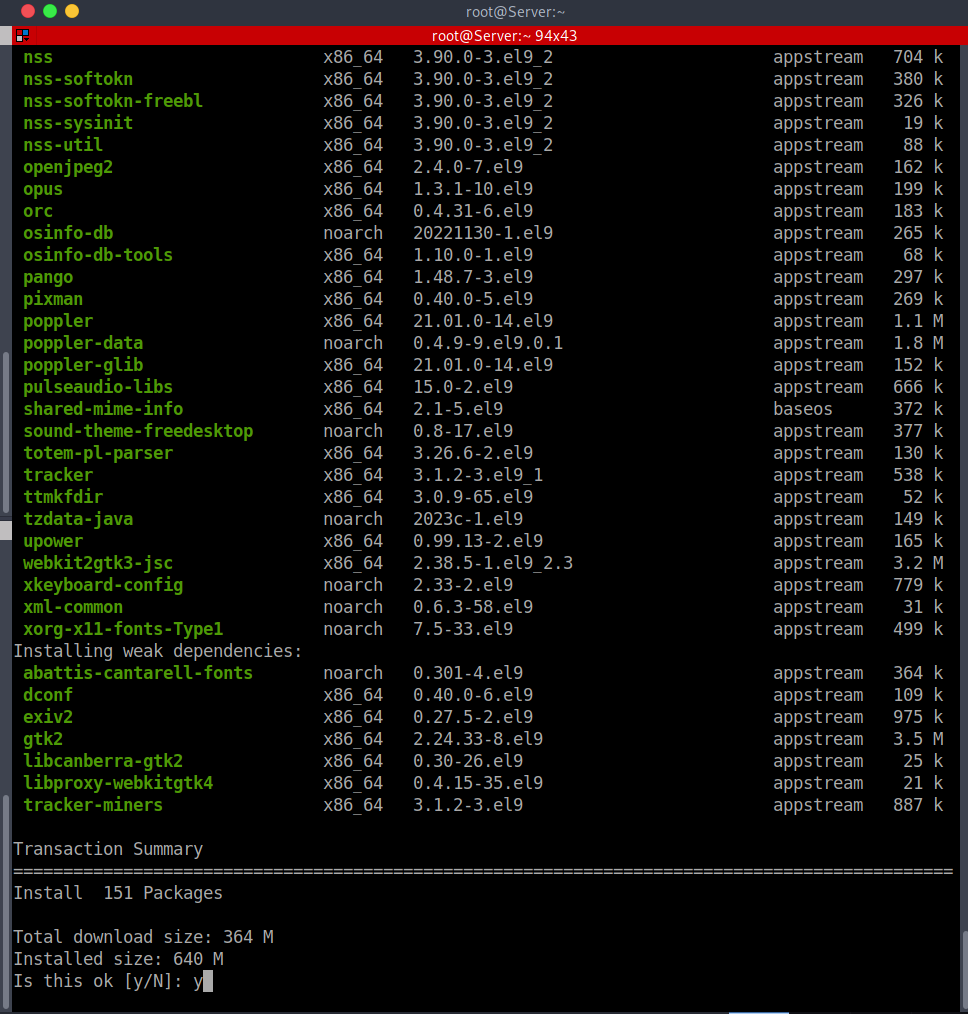 root@Server:~
root@Server:~ 94x43
nss x86_64 3.90.0-3.el9_2 appstream 704 k
nss-softokn x86_64 3.90.0-3.el9_2 appstream 380 k
nss-softokn-freebl x86_64 3.90.0-3.el9_2 appstream 326 k
nss-sysinit x86_64 3.90.0-3.el9_2 appstream 19 k
nss-util x86_64 3.90.0-3.el9_2 appstream 88 k
openjpeg2 x86_64 2.4.0-7.el9 appstream 162 k
opus x86_64 1.3.1-10.el9 appstream 199 k
orc x86_64 0.4.31-6.el9 appstream 183 k
osinfo-db noarch 20221130-1.el9 appstream 265 k
osinfo-db-tools x86_64 1.10.0-1.el9 appstream 68 k
pango x86_64 1.48.7-3.el9 appstream 297 k
pixman x86_64 0.40.0-5.el9 appstream 269 k
poppler x86_64 21.01.0-14.el9 appstream 1.1 M
poppler-data noarch 0.4.9-9.el9.0.1 appstream 1.8 M
poppler-glib x86_64 21.01.0-14.el9 appstream 152 k
pulseaudio-libs x86_64 15.0-2.el9 appstream 666 k
shared-mime-info x86_64 2.1-5.el9 baseos 372 k
sound-theme-freedesktop noarch 0.8-17.el9 appstream 377 k
totem-pl-parser x86_64 3.26.6-2.el9 appstream 130 k
tracker x86_64 3.1.2-3.el9_1 appstream 538 k
ttmkfdir x86_64 3.0.9-65.el9 appstream 52 k
tzdata-java noarch 2023c-1.el9 appstream 149 k
upower x86_64 0.99.13-2.el9 appstream 165 k
webkit2gtk3-jsc x86_64 2.38.5-1.el9_2.3 appstream 3.2 M
xkeyboard-config noarch 2.33-2.el9 appstream 779 k
xml-common noarch 0.6.3-58.el9 appstream 31 k
xorg-x11-fonts-Type1 noarch 7.5-33.el9 appstream 499 k
Installing weak dependencies:
abattis-cantarell-fonts noarch 0.301-4.el9 appstream 364 k
dconf x86_64 0.40.0-6.el9 appstream 109 k
exiv2 x86_64 0.27.5-2.el9 appstream 975 k
gtk2 x86_64 2.24.33-8.el9 appstream 3.5 M
libcanberra-gtk2 x86_64 0.30-26.el9 appstream 25 k
libproxy-webkitgtk4 x86_64 0.4.15-35.el9 appstream 21 k
tracker-miners x86_64 3.1.2-3.el9 appstream 887 k
Transaction Summary
==============================================================================================
Install 151 Packages
Total download size: 364 M
Installed size: 640 M
Is this ok [y/N]: y